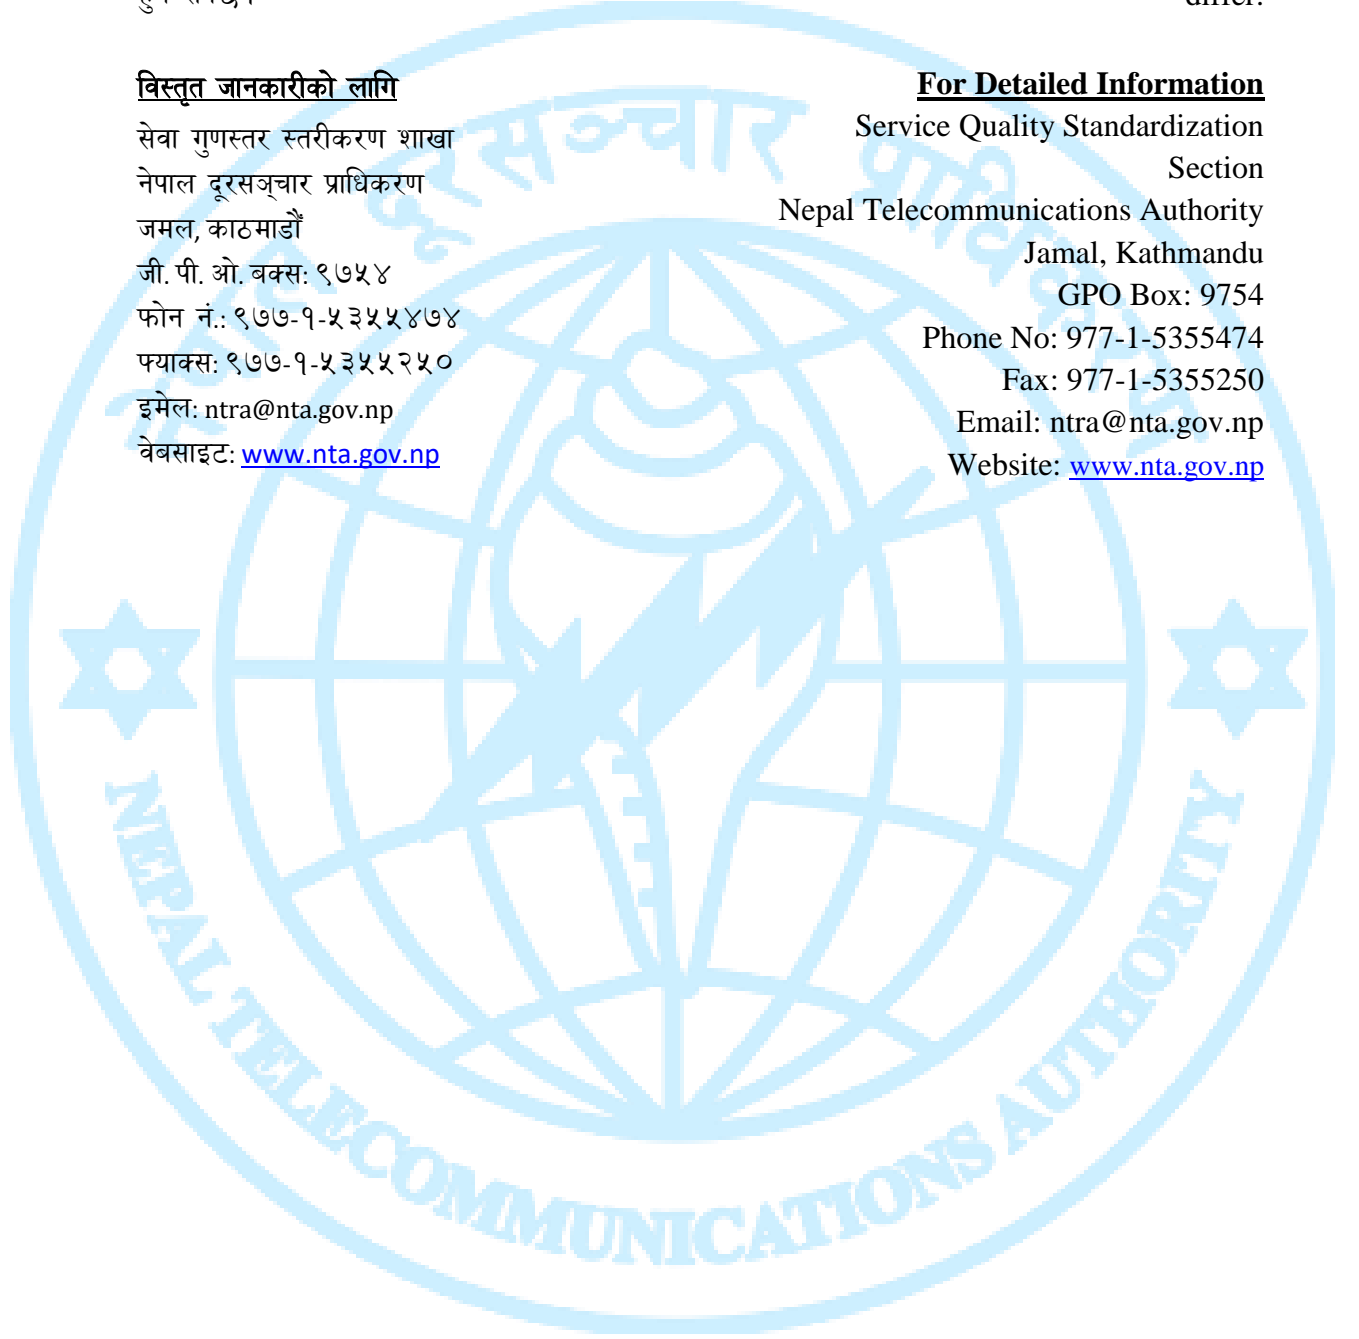 differ.
विस्तृत जानकारीको लागि
सेवा गुणस्तर स्तरीकरण शाखा
नेपाल दूरसञ्चार प्राधिकरण
जमल, काठमाडौँ
जी. पी. ओ. बक्स: ९७५४
फोन नं.: ९७७-१-५३५५४७४
फ्याक्स: ९७७-१-५३५५२५०
इमेल: ntra@nta.gov.np
वेबसाइट: www.nta.gov.np
For Detailed Information
Service Quality Standardization
Section
Nepal Telecommunications Authority
Jamal, Kathmandu
GPO Box: 9754
Phone No: 977-1-5355474
Fax: 977-1-5355250
Email: ntra@nta.gov.np
Website: www.nta.gov.np
नेपाल दूरसञ्चार प्राधिकरण
NEPAL TELECOMMUNICATIONS AUTHORITY